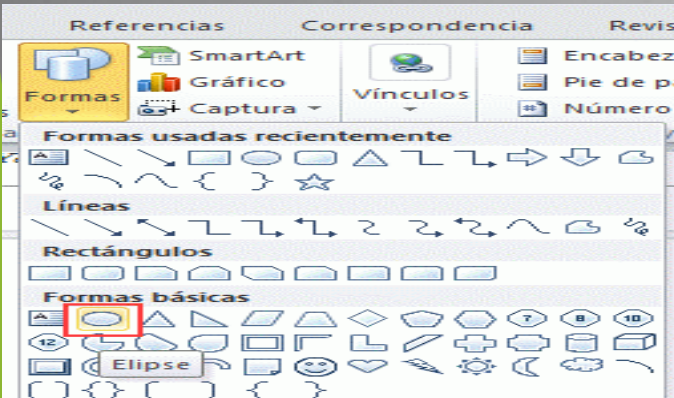 Referencias Correspondencia Revis
SmartArt Encabez
Gráfico Pie de p
Formas Captura Vínculos Número
Formas usadas recientemente
Líneas
Rectángulos
Formas básicas
7 8 10
12
Elipse